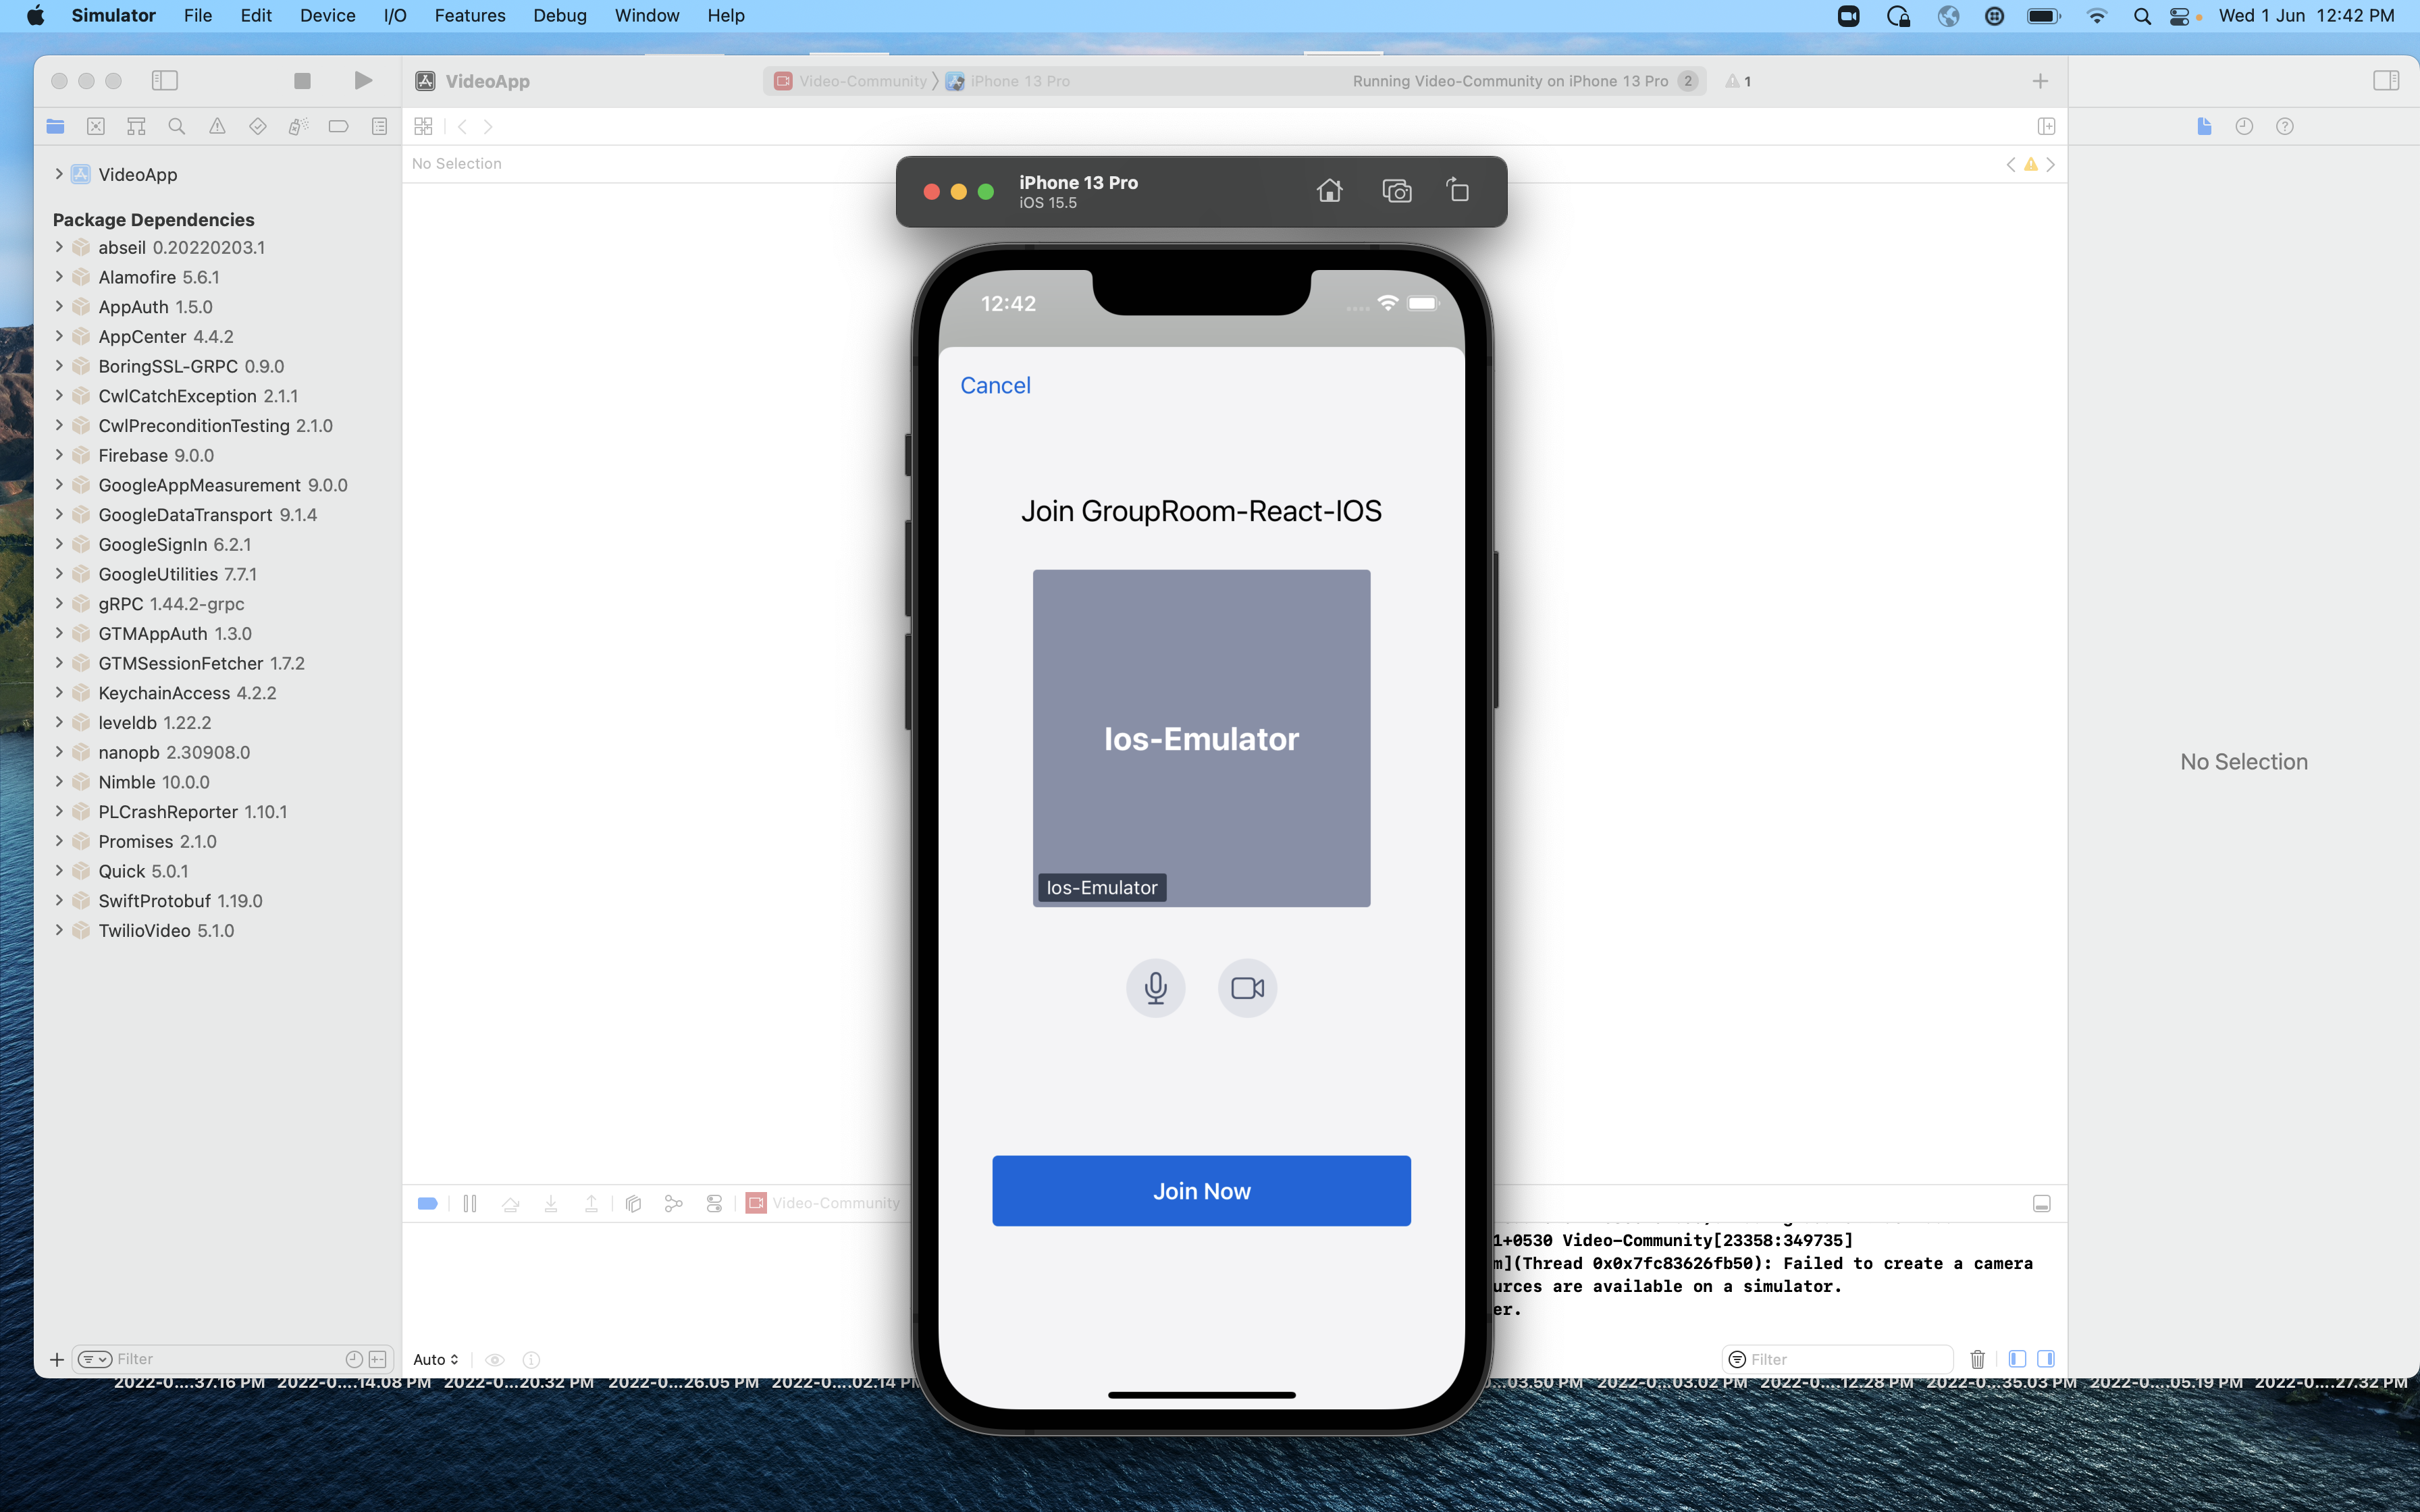 Simulator File Edit Device I/O Features Debug Window Help Wed 1 Jun 12:42 PM
VideoApp Video-Community iPhone 13 Pro Running Video-Community on iPhone 13 Pro 2 1
No Selection
VideoApp
Package Dependencies
abseil 0.20220203.1
Alamofire 5.6.1
AppAuth 1.5.0
AppCenter 4.4.2
BoringSSL-GRPC 0.9.0
CwlCatchException 2.1.1
CwlPreconditionTesting 2.1.0
Firebase 9.0.0
GoogleAppMeasurement 9.0.0
GoogleDataTransport 9.1.4
GoogleSignIn 6.2.1
GoogleUtilities 7.7.1
gRPC 1.44.2-grpc
GTMAppAuth 1.3.0
GTMSessionFetcher 1.7.2
KeychainAccess 4.2.2
leveldb 1.22.2
nanopb 2.30908.0
Nimble 10.0.0
PLCrashReporter 1.10.1
Promises 2.1.0
Quick 5.0.1
SwiftProtobuf 1.19.0
TwilioVideo 5.1.0
Filter
iPhone 13 Pro
iOS 15.5
12:42
Cancel
Join GroupRoom-React-IOS
Ios-Emulator
Ios-Emulator
Join Now
No Selection
Video-Community
1+0530 Video-Community[23358:349735]
m](Thread 0x0x7fc83626fb50): Failed to create a camera
urces are available on a simulator.
er.
Auto
Filter
2022-0....37.16 PM 2022-0....14.08 PM 2022-0...20.32 PM 2022-0...26.05 PM 2022-0....02.14 PM ...03.50 PM 2022-0....03.02 PM 2022-0....12.28 PM 2022-0...35.03 PM 2022-0....05.19 PM 2022-0....27.32 PM